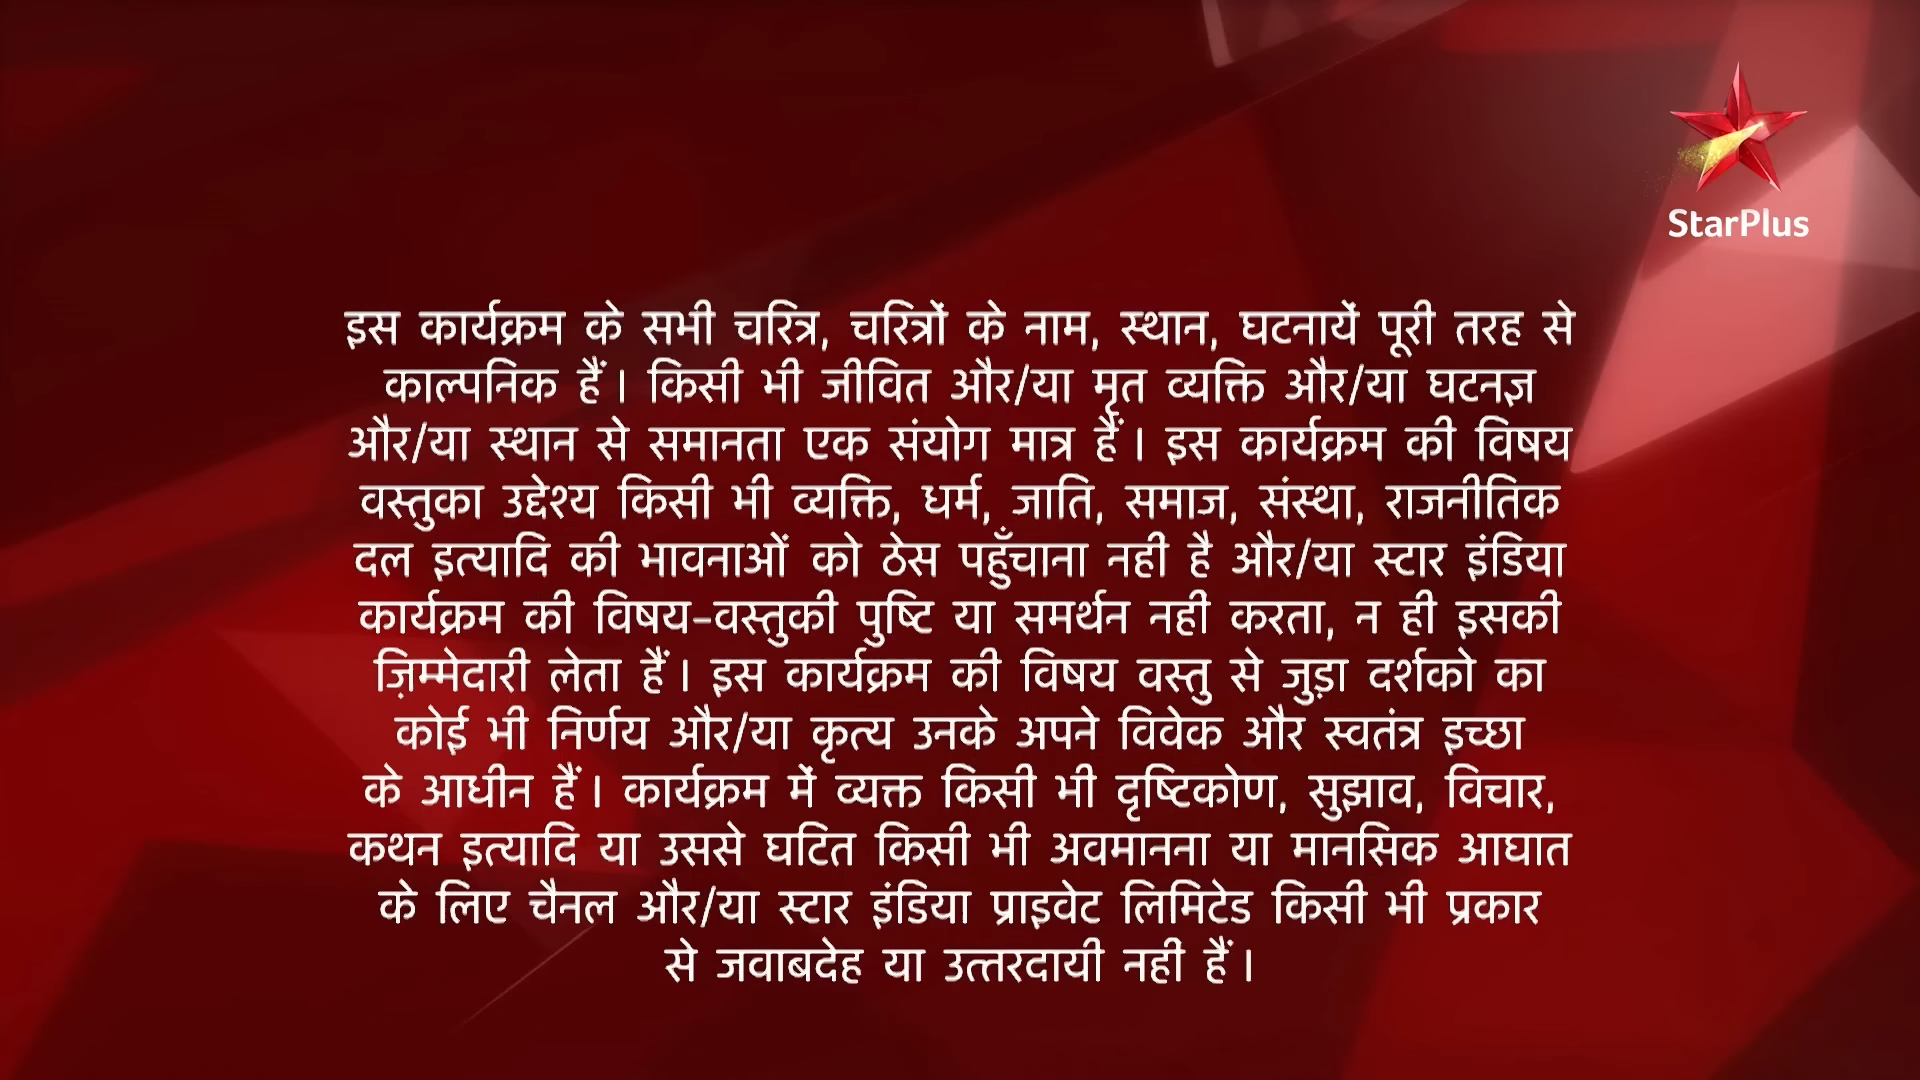 StarPlus
इस कार्यक्रम के सभी चरित्र, चरित्रों के नाम, स्थान, घटनायें पूरी तरह से
काल्पनिक हैं। किसी भी जीवित और/या मृत व्यक्ति और/या घटनज्ञ
और/या स्थान से समानता एक संयोग मात्र हैं। इस कार्यक्रम की विषय
वस्तुका उद्देश्य किसी भी व्यक्ति, धर्म, जाति, समाज, संस्था, राजनीतिक
दल इत्यादि की भावनाओं को ठेस पहुँचाना नही है और/या स्टार इंडिया
कार्यक्रम की विषय-वस्तुकी पुष्टि या समर्थन नही करता, न ही इसकी
ज़िम्मेदारी लेता हैं। इस कार्यक्रम की विषय वस्तु से जुड़ा दर्शको का
कोई भी निर्णय और/या कृत्य उनके अपने विवेक और स्वतंत्र इच्छा
के आधीन हैं। कार्यक्रम में व्यक्त किसी भी दृष्टिकोण, सुझाव, विचार,
कथन इत्यादि या उससे घटित किसी भी अवमानना या मानसिक आघात
के लिए चैनल और/या स्टार इंडिया प्राइवेट लिमिटेड किसी भी प्रकार
से जवाबदेह या उत्तरदायी नही हैं।